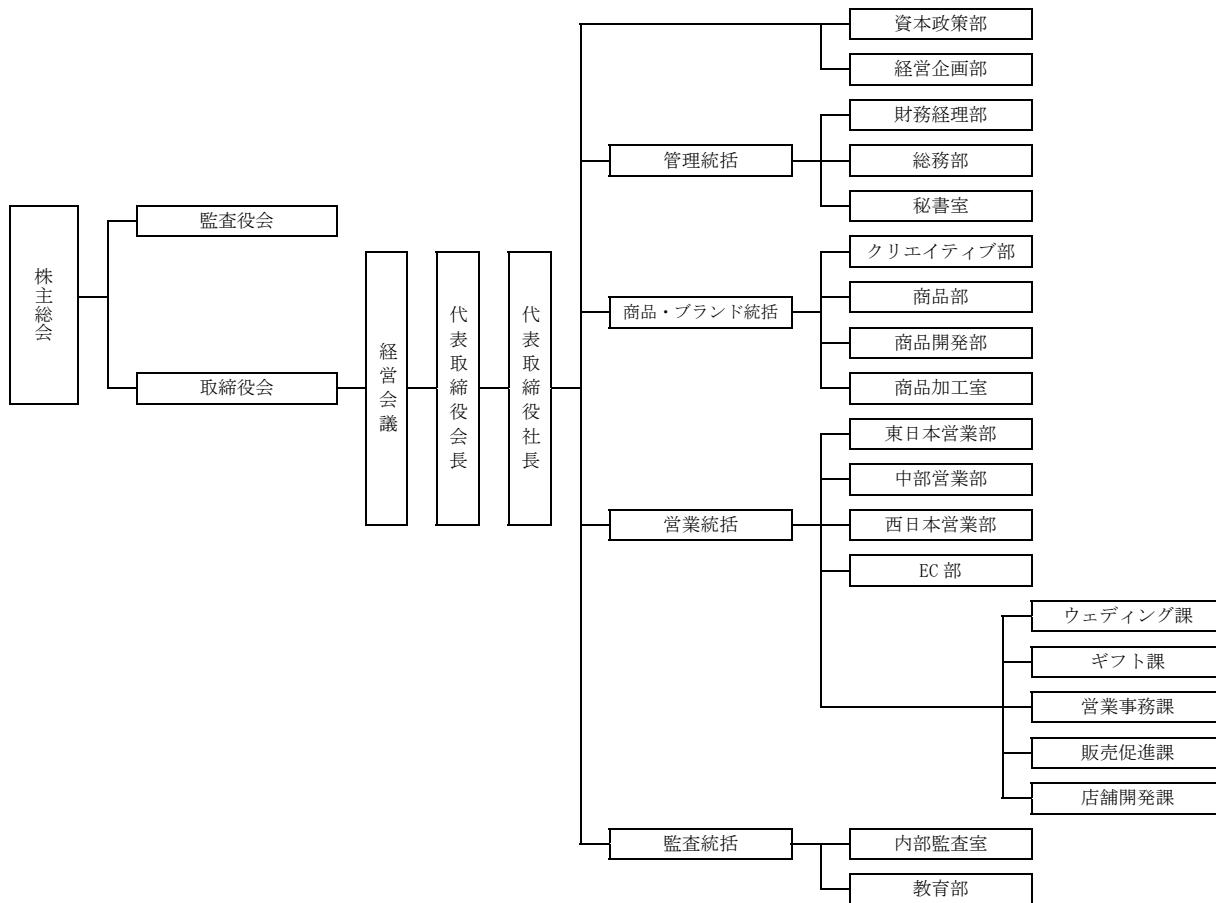 株主総会
監査役会
取締役会
経営会議
代表取締役会長
代表取締役社長
資本政策部
経営企画部
管理統括
財務経理部
総務部
秘書室
商品・ブランド統括
クリエイティブ部
商品部
商品開発部
商品加工室
営業統括
東日本営業部
中部営業部
西日本営業部
EC部
ウェディング課
ギフト課
営業事務課
販売促進課
店舗開発課
監査統括
内部監査室
教育部